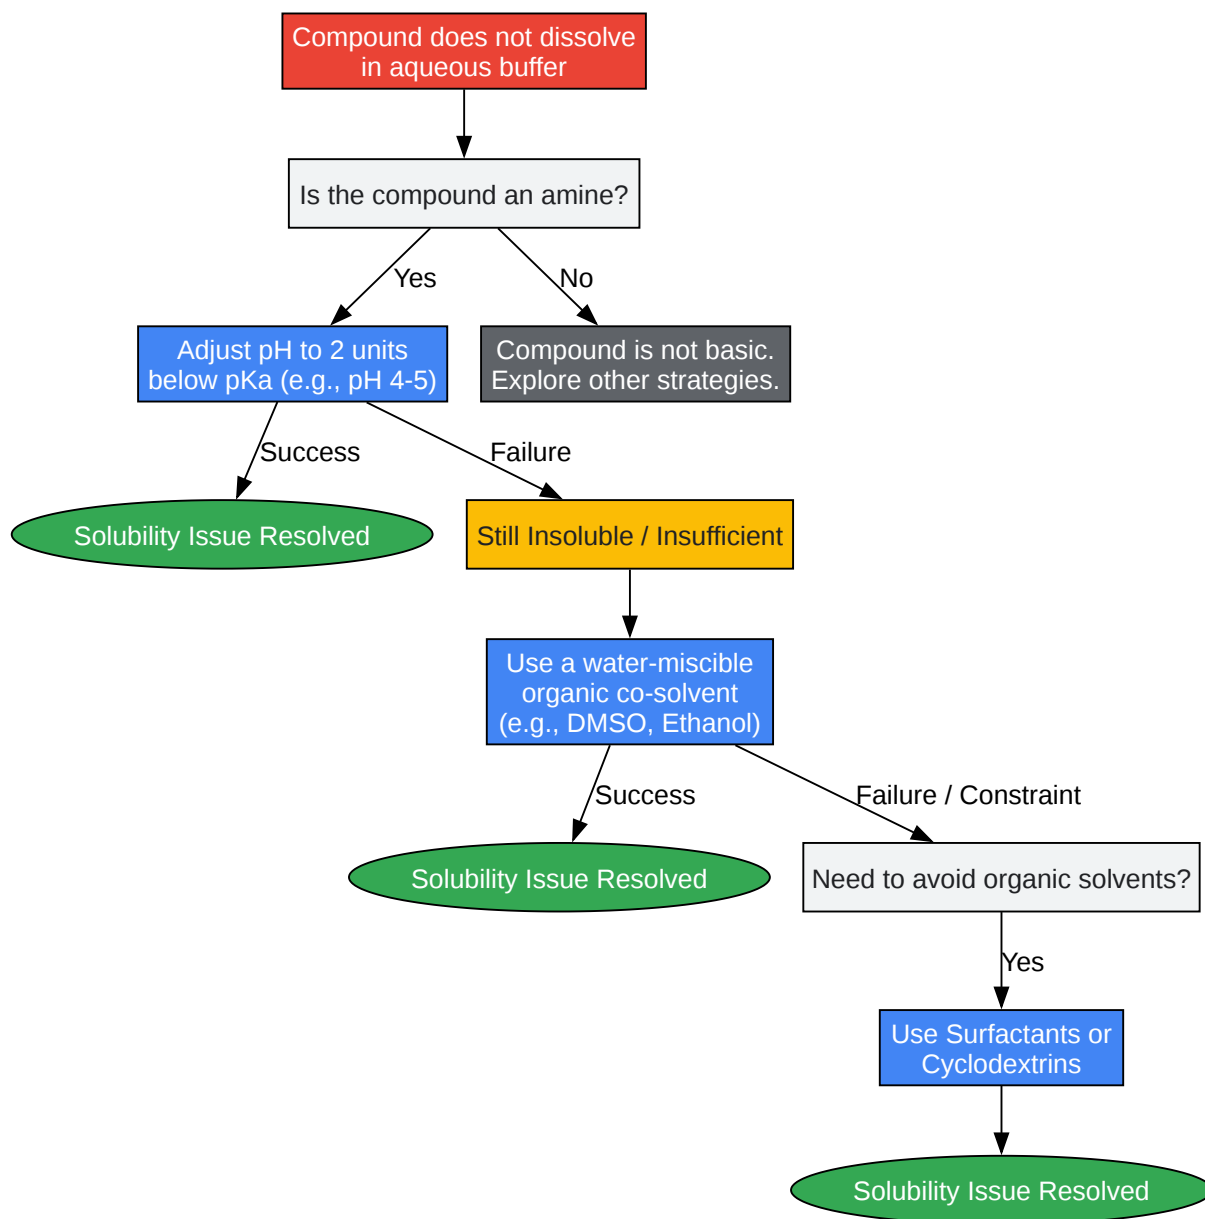 Compound does not dissolve
in aqueous buffer
Is the compound an amine?
Yes
No
Adjust pH to 2 units
below pKa (e.g., pH 4-5)
Compound is not basic.
Explore other strategies.
Success
Failure
Solubility Issue Resolved
Still Insoluble / Insufficient
Use a water-miscible
organic co-solvent
(e.g., DMSO, Ethanol)
Success
Failure / Constraint
Solubility Issue Resolved
Need to avoid organic solvents?
Yes
Use Surfactants or
Cyclodextrins
Solubility Issue Resolved